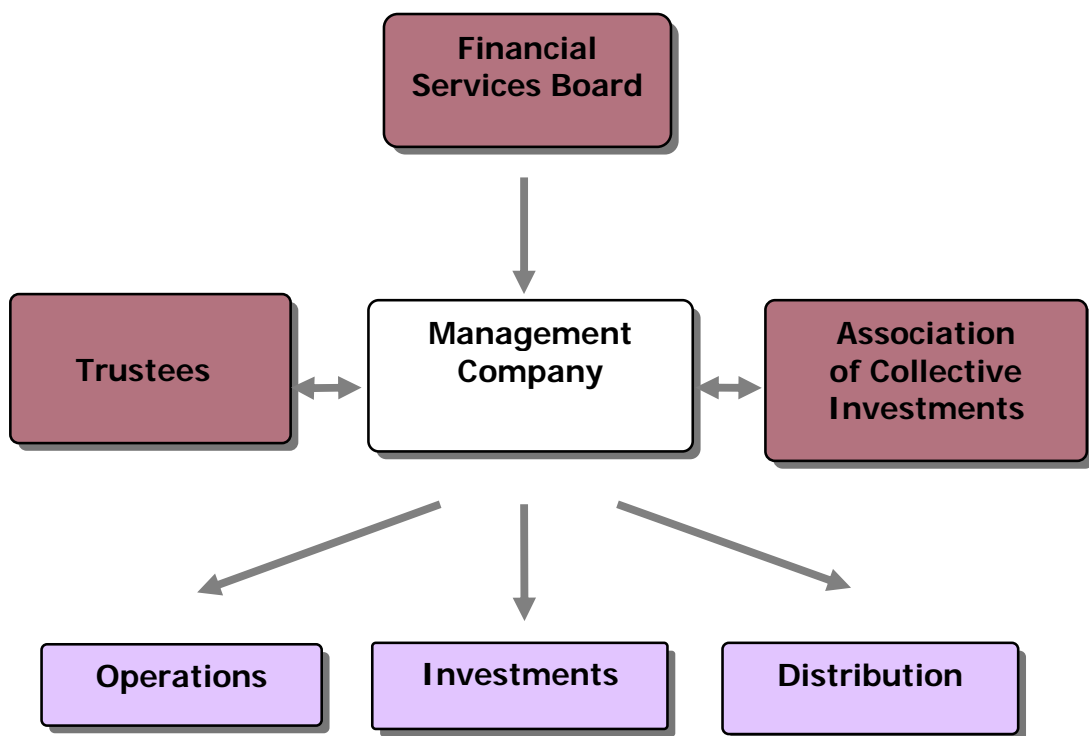 Financial
Services Board
Trustees
Management
Company
Association
of Collective
Investments
Operations
Investments
Distribution